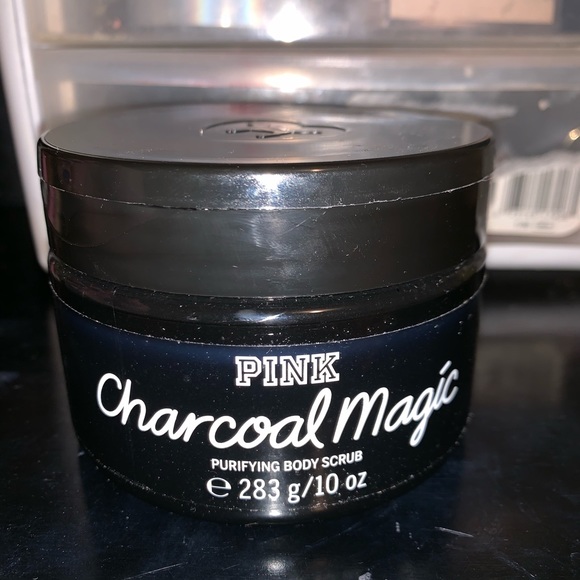 PINK
Charcoal Magic
PURIFYING BODY SCRUB
℮ 283 g/10 oz